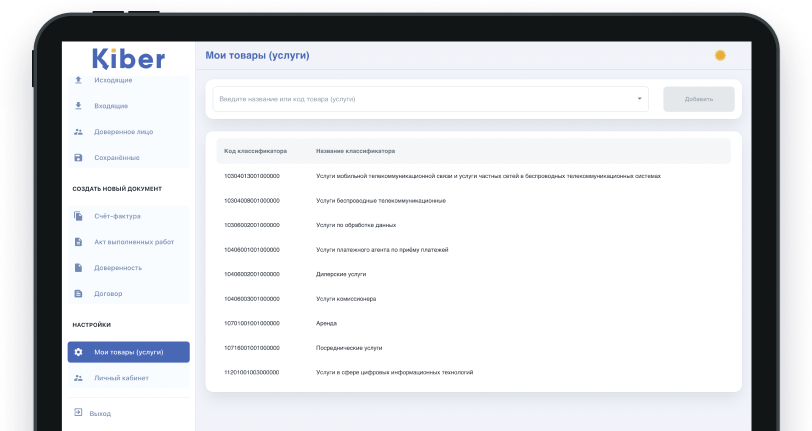 Kiber
Исходящие
Входящие
Доверенное лицо
Сохранённые
СОЗДАТЬ НОВЫЙ ДОКУМЕНТ
Счёт-фактура
Акт выполненных работ
Доверенность
Договор
НАСТРОЙКИ
Мои товары (услуги)
Личный кабинет
Выход
Мои товары (услуги)
Введите название или код товара (услуги)
Добавить
Код классификатора Название классификатора
10304013001000000 Услуги мобильной телекоммуникационной связи и услуги частных сетей в беспроводных телекоммуникационных системах
10304008001000000 Услуги беспроводные телекоммуникационные
10306002001000000 Услуги по обработке данных
10406001001000000 Услуги платежного агента по приёму платежей
10406002001000000 Дилерские услуги
10406003001000000 Услуги комиссионера
10701001001000000 Аренда
10716001001000000 Посреднические услуги
11201001003000000 Услуги в сфере цифровых информационных технологий